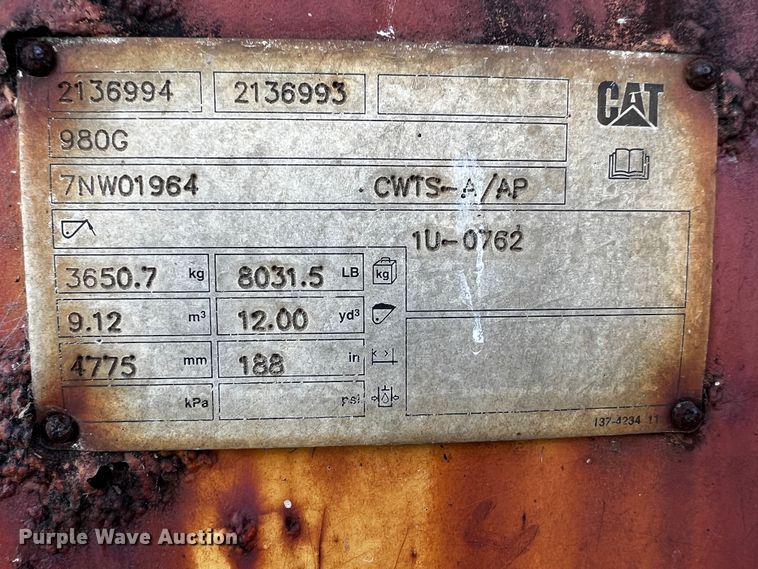 2136994 2136993
CAT
980G
7NW01964 CWTS-A/AP
1U-0762
3650.7 kg 8031.5 LB kg
9.12 m³ 12.00 yd³
4775 mm 188 in
kPa psi
137-4234 11
Purple Wave Auction